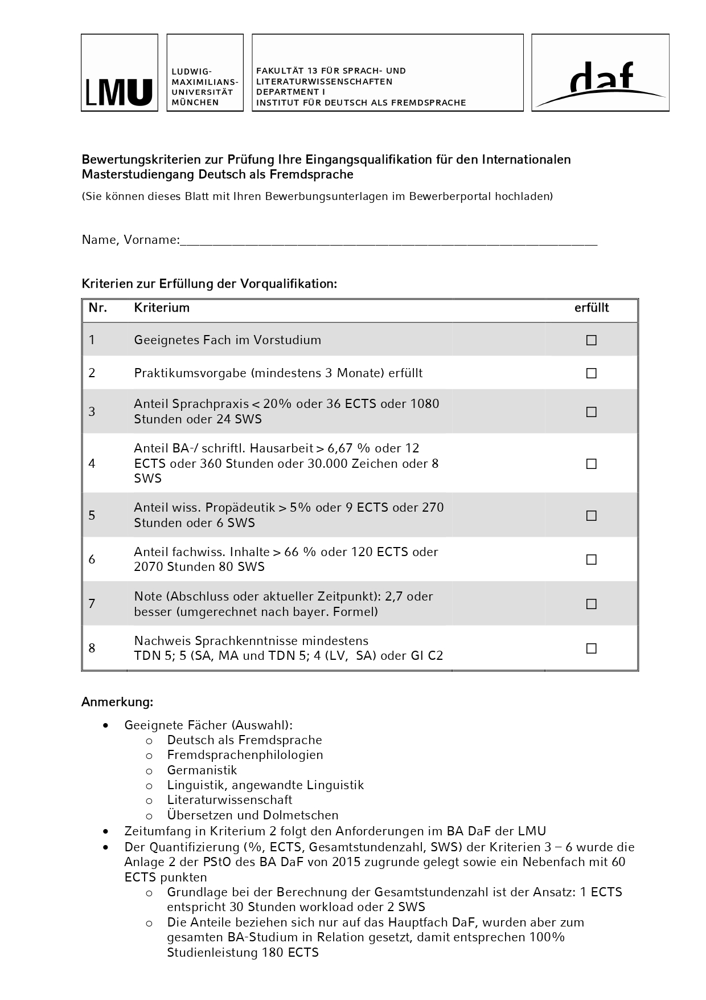 LMU
LUDWIG-
MAXIMILIANS-
UNIVERSITÄT
MÜNCHEN
FAKULTÄT 13 FÜR SPRACH- UND
LITERATURWISSENSCHAFTEN
DEPARTMENT I
INSTITUT FÜR DEUTSCH ALS FREMDSPRACHE
daf
Bewertungskriterien zur Prüfung Ihre Eingangsqualifikation für den Internationalen
Masterstudiengang Deutsch als Fremdsprache
(Sie können dieses Blatt mit Ihren Bewerbungsunterlagen im Bewerberportal hochladen)
Name, Vorname:_______________________________________________________________
Kriterien zur Erfüllung der Vorqualifikation:
Nr. Kriterium erfüllt
1 Geeignetes Fach im Vorstudium ☐
2 Praktikumsvorgabe (mindestens 3 Monate) erfüllt ☐
3 Anteil Sprachpraxis < 20% oder 36 ECTS oder 1080
Stunden oder 24 SWS ☐
4 Anteil BA-/ schriftl. Hausarbeit > 6,67 % oder 12
ECTS oder 360 Stunden oder 30.000 Zeichen oder 8
SWS ☐
5 Anteil wiss. Propädeutik > 5% oder 9 ECTS oder 270
Stunden oder 6 SWS ☐
6 Anteil fachwiss. Inhalte > 66 % oder 120 ECTS oder
2070 Stunden 80 SWS ☐
7 Note (Abschluss oder aktueller Zeitpunkt): 2,7 oder
besser (umgerechnet nach bayer. Formel) ☐
8 Nachweis Sprachkenntnisse mindestens
TDN 5; 5 (SA, MA und TDN 5; 4 (LV,  SA) oder GI C2 ☐
Anmerkung:
• Geeignete Fächer (Auswahl):
o Deutsch als Fremdsprache
o Fremdsprachenphilologien
o Germanistik
o Linguistik, angewandte Linguistik
o Literaturwissenschaft
o Übersetzen und Dolmetschen
• Zeitumfang in Kriterium 2 folgt den Anforderungen im BA DaF der LMU
• Der Quantifizierung (%, ECTS, Gesamtstundenzahl, SWS) der Kriterien 3 – 6 wurde die
Anlage 2 der PStO des BA DaF von 2015 zugrunde gelegt sowie ein Nebenfach mit 60
ECTS punkten
o Grundlage bei der Berechnung der Gesamtstundenzahl ist der Ansatz: 1 ECTS
entspricht 30 Stunden workload oder 2 SWS
o Die Anteile beziehen sich nur auf das Hauptfach DaF, wurden aber zum
gesamten BA-Studium in Relation gesetzt, damit entsprechen 100%
Studienleistung 180 ECTS